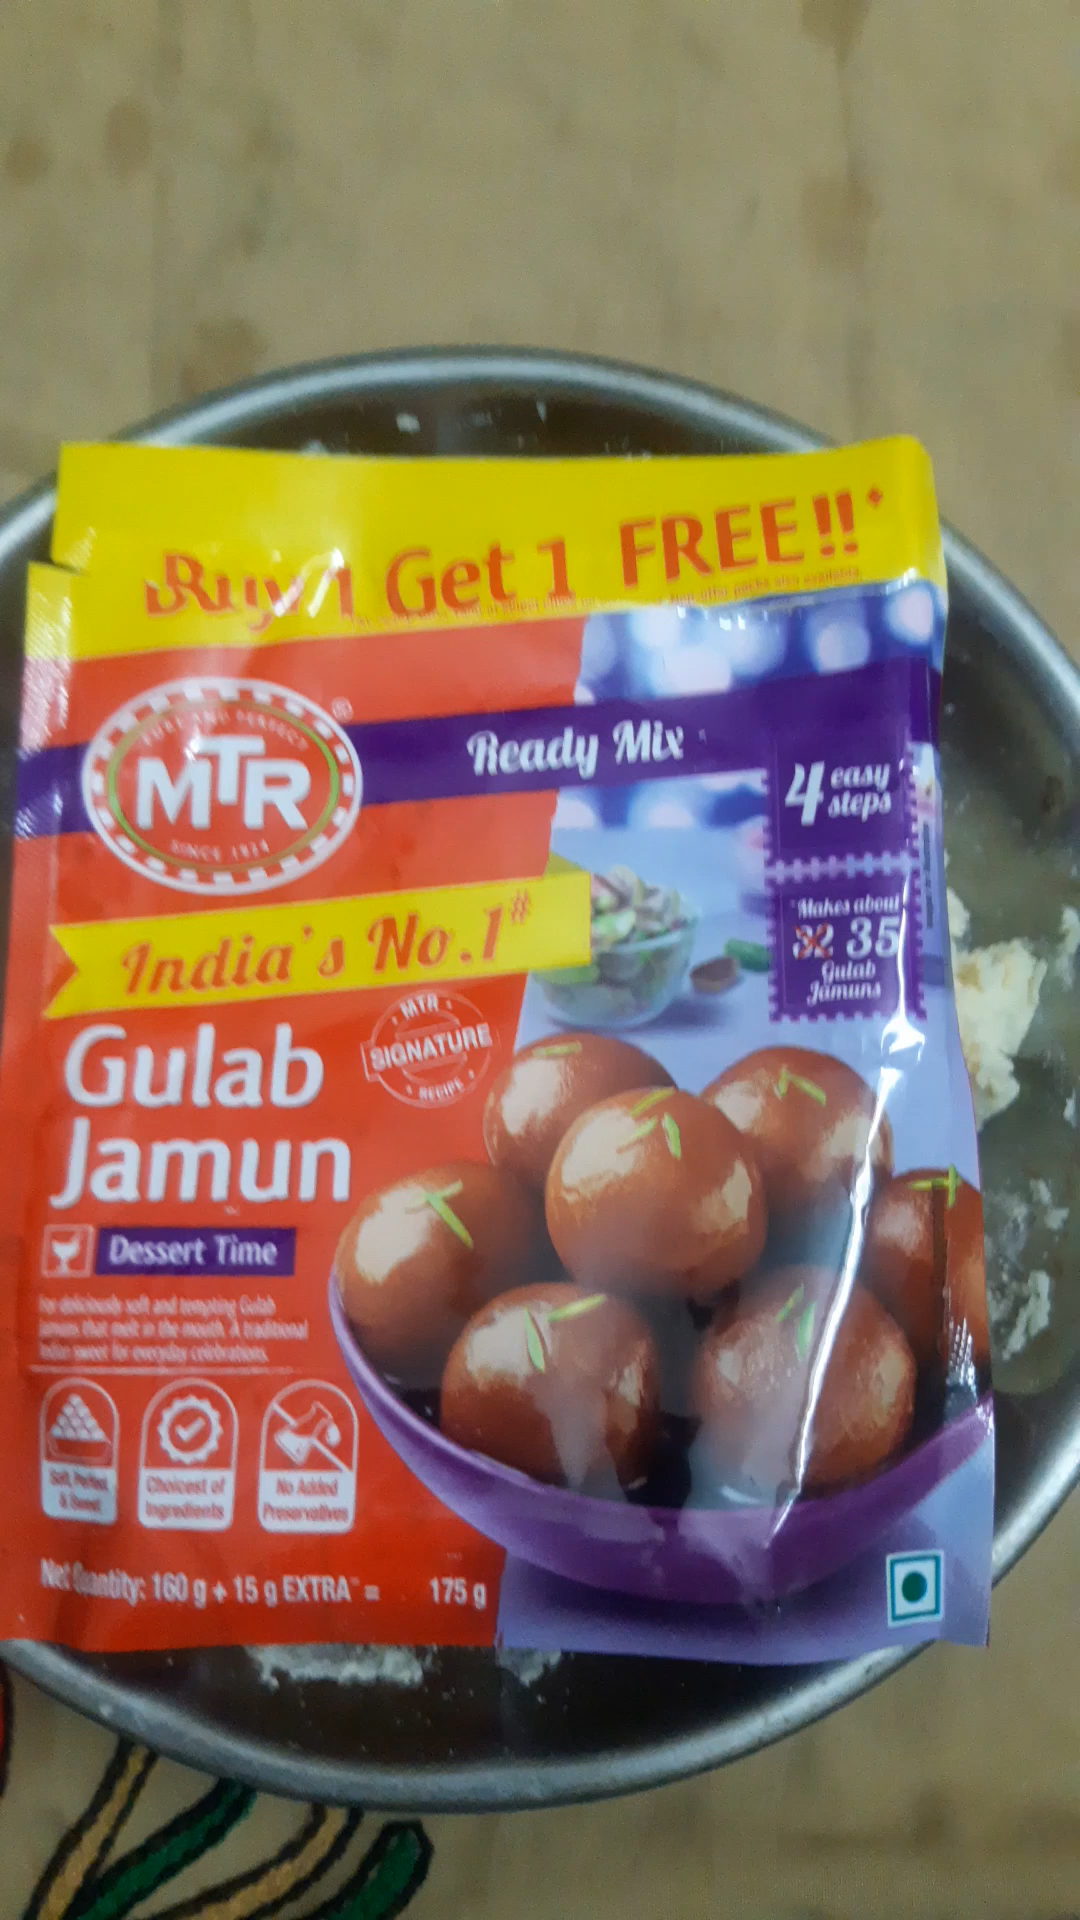 Buy 1 Get 1 FREE!!*
PURE AND PERFECT
MTR
SINCE 1924
®
Ready Mix
4 easy
steps
*Makes about
32 35
Gulab
Jamuns
India's No.1#
Gulab
Jamun
MTR
SIGNATURE
RECIPE
Dessert Time
For deliciously soft and tempting Gulab
Jamuns that melt in the mouth. A traditional
Indian sweet for everyday celebrations.
Soft, Perfect
& Sweet
Choicest of
Ingredients
No Added
Preservatives
Net Quantity: 160 g + 15 g EXTRA = 175 g